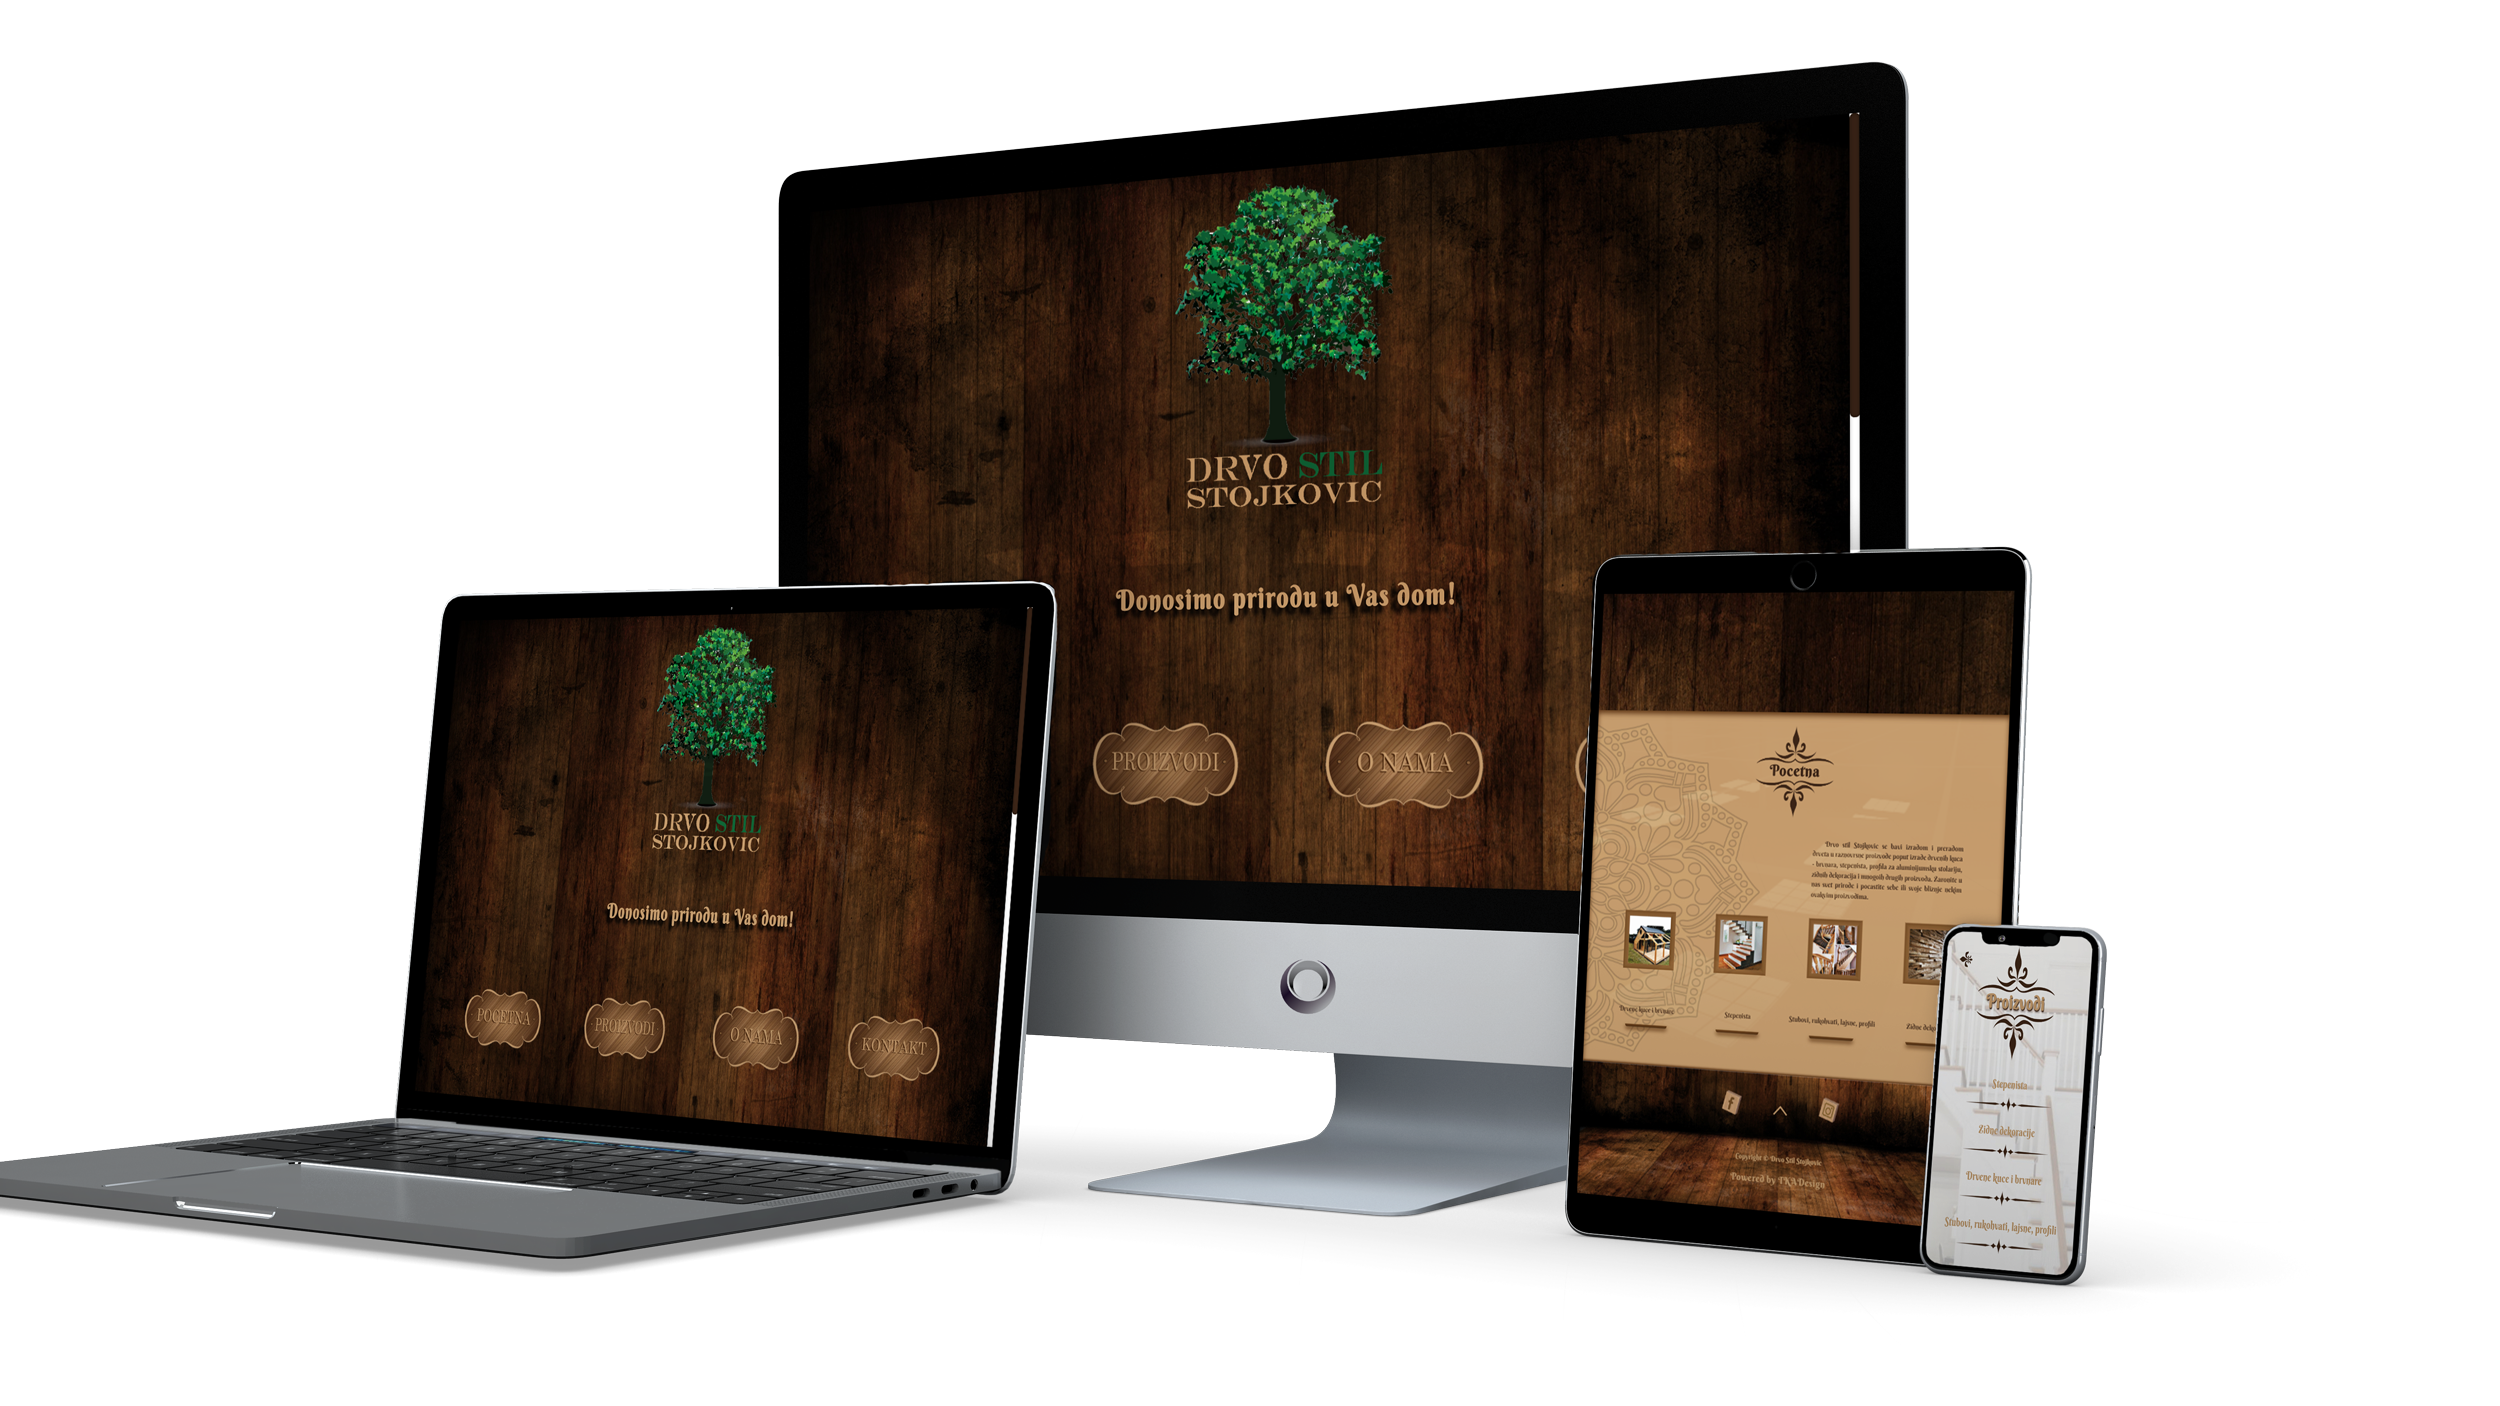 DRVO STIL
STOJKOVIC
Donosimo prirodu u Vas dom!
PROIZVODI
O NAMA
DRVO STIL
STOJKOVIC
Donosimo prirodu u Vas dom!
POCETNA
PROIZVODI
O NAMA
KONTAKT
Pocetna
Drvo stil Stojkovic se bavi izradom i preradom
drveta u raznovrsne proizvode poput izrade drvenih kuca
- brvnara, stepenista, profila za aluminijumsku stolariju,
zidnih dekoracija i mnogih drugih proizvoda. Zaronite u
nas svet prirode i pocastite sebe ili svoje blizuje nekim
ovakvim proizvodima.
Drvene kuce i brvnare
Stepenista
Stubovi, rukohvati, lajsne, profili
Zidne
Copyright © Drvo Stil Stojkovic
Powered by FKADesign
Proizvodi
Stepenista
Zidne dekoracije
Drvene kuce i brvnare
Stubovi, rukohvati, lajsne, profili